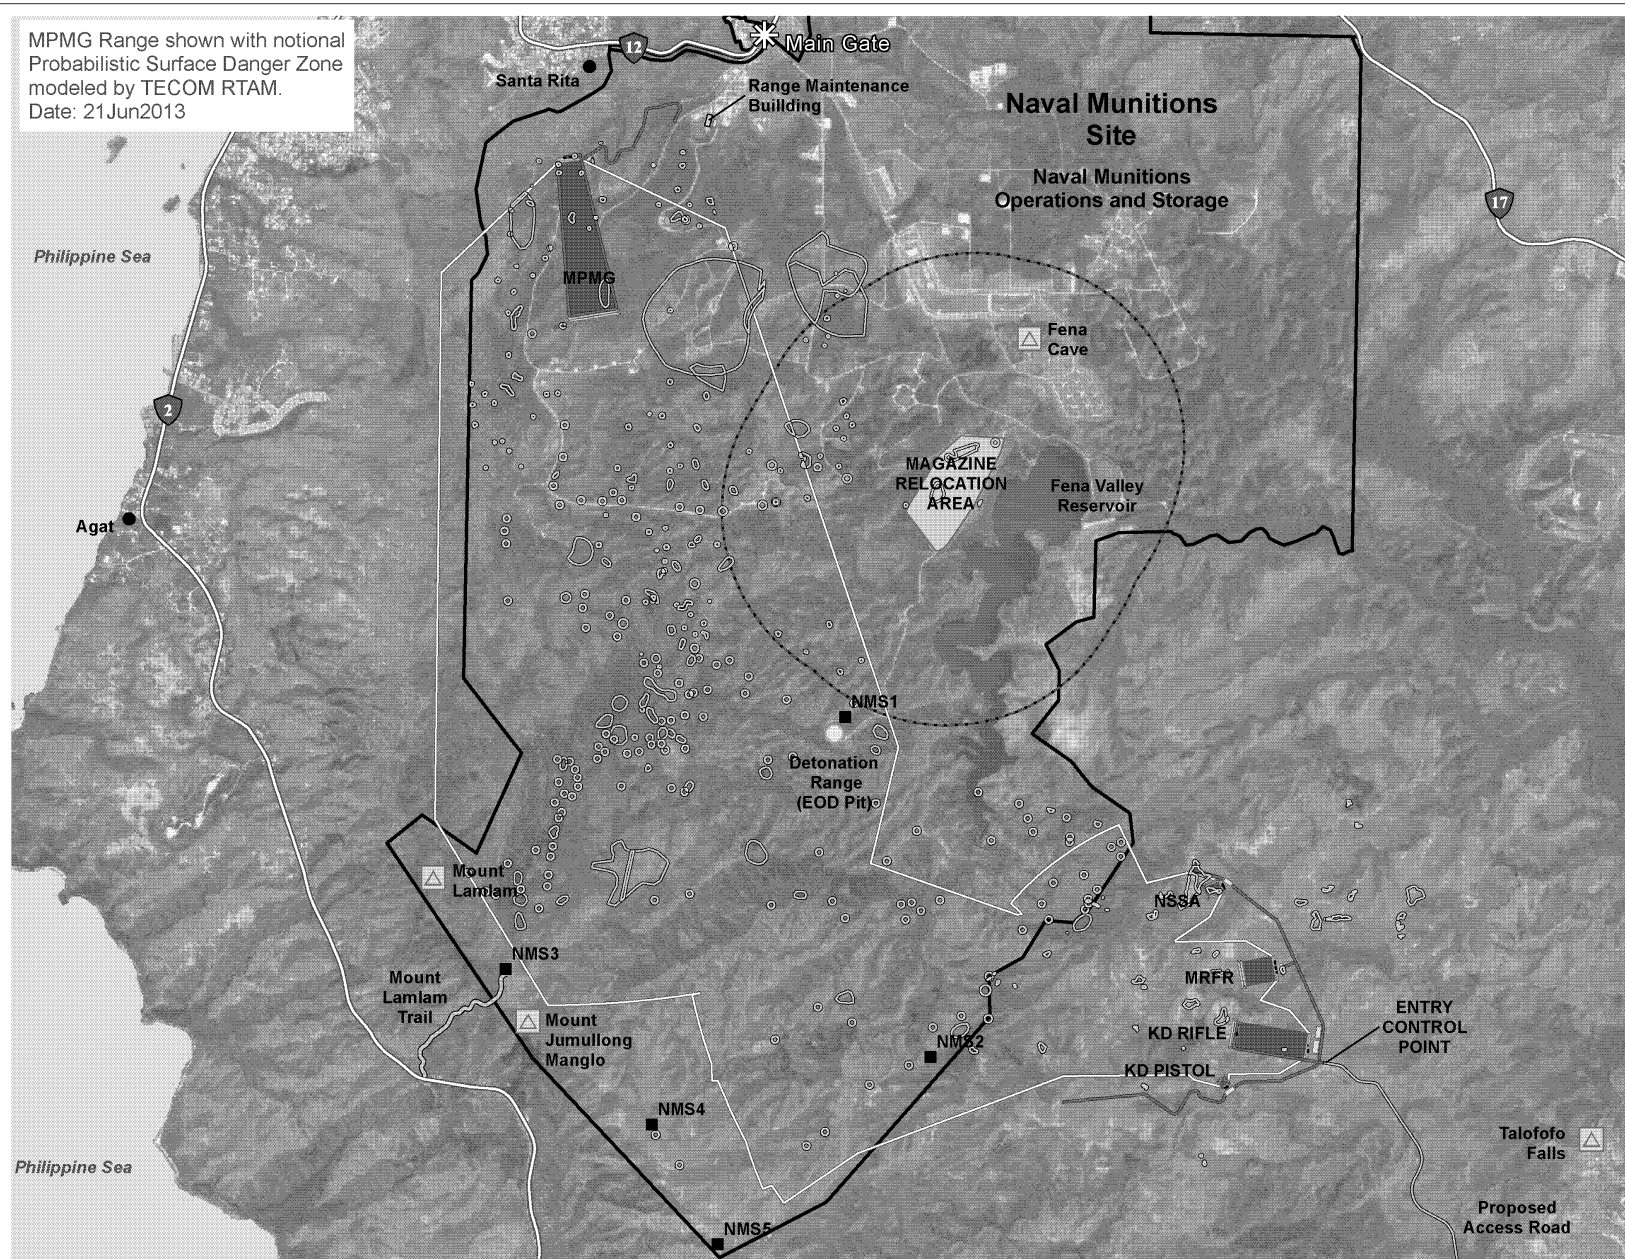 MPMG Range shown with notional
Probabilistic Surface Danger Zone
modeled by TECOM RTAM.
Date: 21Jun2013
12
Main Gate
Santa Rita
Range Maintenance
Buillding
Naval Munitions
Site
Naval Munitions
Operations and Storage
17
Philippine Sea
MPMG
Fena
Cave
2
MAGAZINE
RELOCATION
AREA
Fena Valley
Reservoir
Agat
NMS1
Detonation
Range
(EOD Pit)
Mount
Lamlam
NSSA
NMS3
Mount
Lamlam
Trail
MRFR
ENTRY
CONTROL
POINT
Mount
Jumullong
Manglo
KD RIFLE
NMS2
KD PISTOL
NMS4
Talofofo
Falls
Philippine Sea
Proposed
Access Road
NMS5